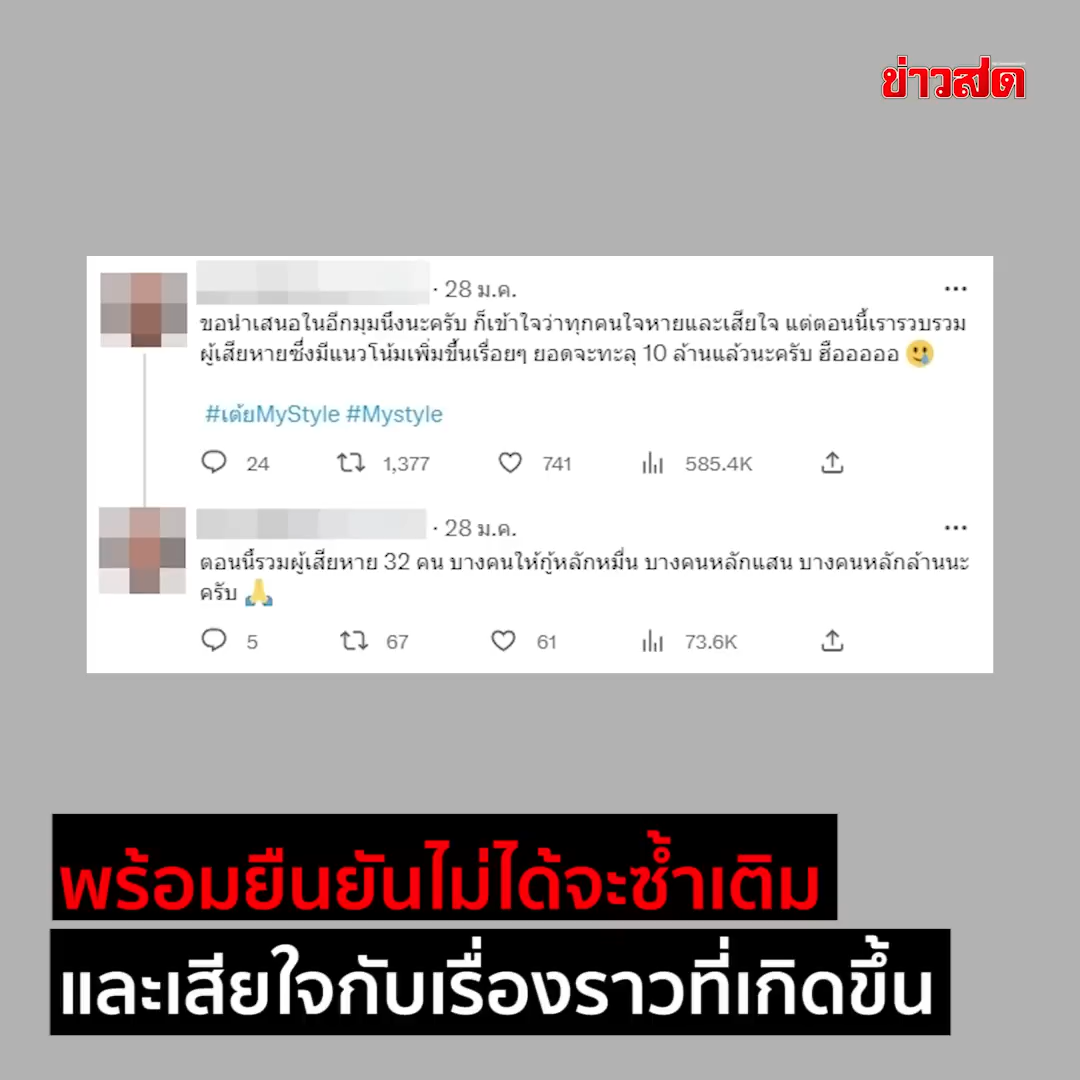 ข่าวสด
· 28 ม.ค.
ขอนำเสนอในอีกมุมนึงนะครับ ก็เข้าใจว่าทุกคนใจหายและเสียใจ แต่ตอนนี้เรารวบรวม
ผู้เสียหายซึ่งมีแนวโน้มเพิ่มขึ้นเรื่อยๆ ยอดจะทะลุ 10 ล้านแล้วนะครับ ฮืออออออ 🥲
#เต้ยMyStyle #Mystyle
24 1,377 741 585.4K
· 28 ม.ค.
ตอนนี้รวมผู้เสียหาย 32 คน บางคนให้กู้หลักหมื่น บางคนหลักแสน บางคนหลักล้านนะ
ครับ 🙏
5 67 61 73.6K
พร้อมยืนยันไม่ได้จะซ้ำเติม
และเสียใจกับเรื่องราวที่เกิดขึ้น